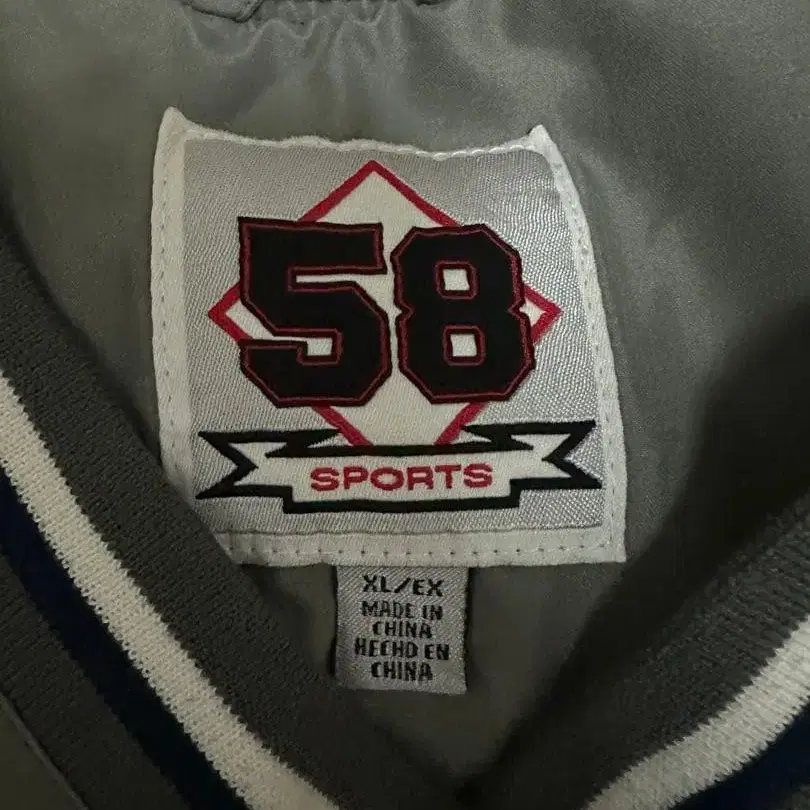 58
SPORTS
XL/EX
MADE IN
CHINA
HECHO EN
CHINA